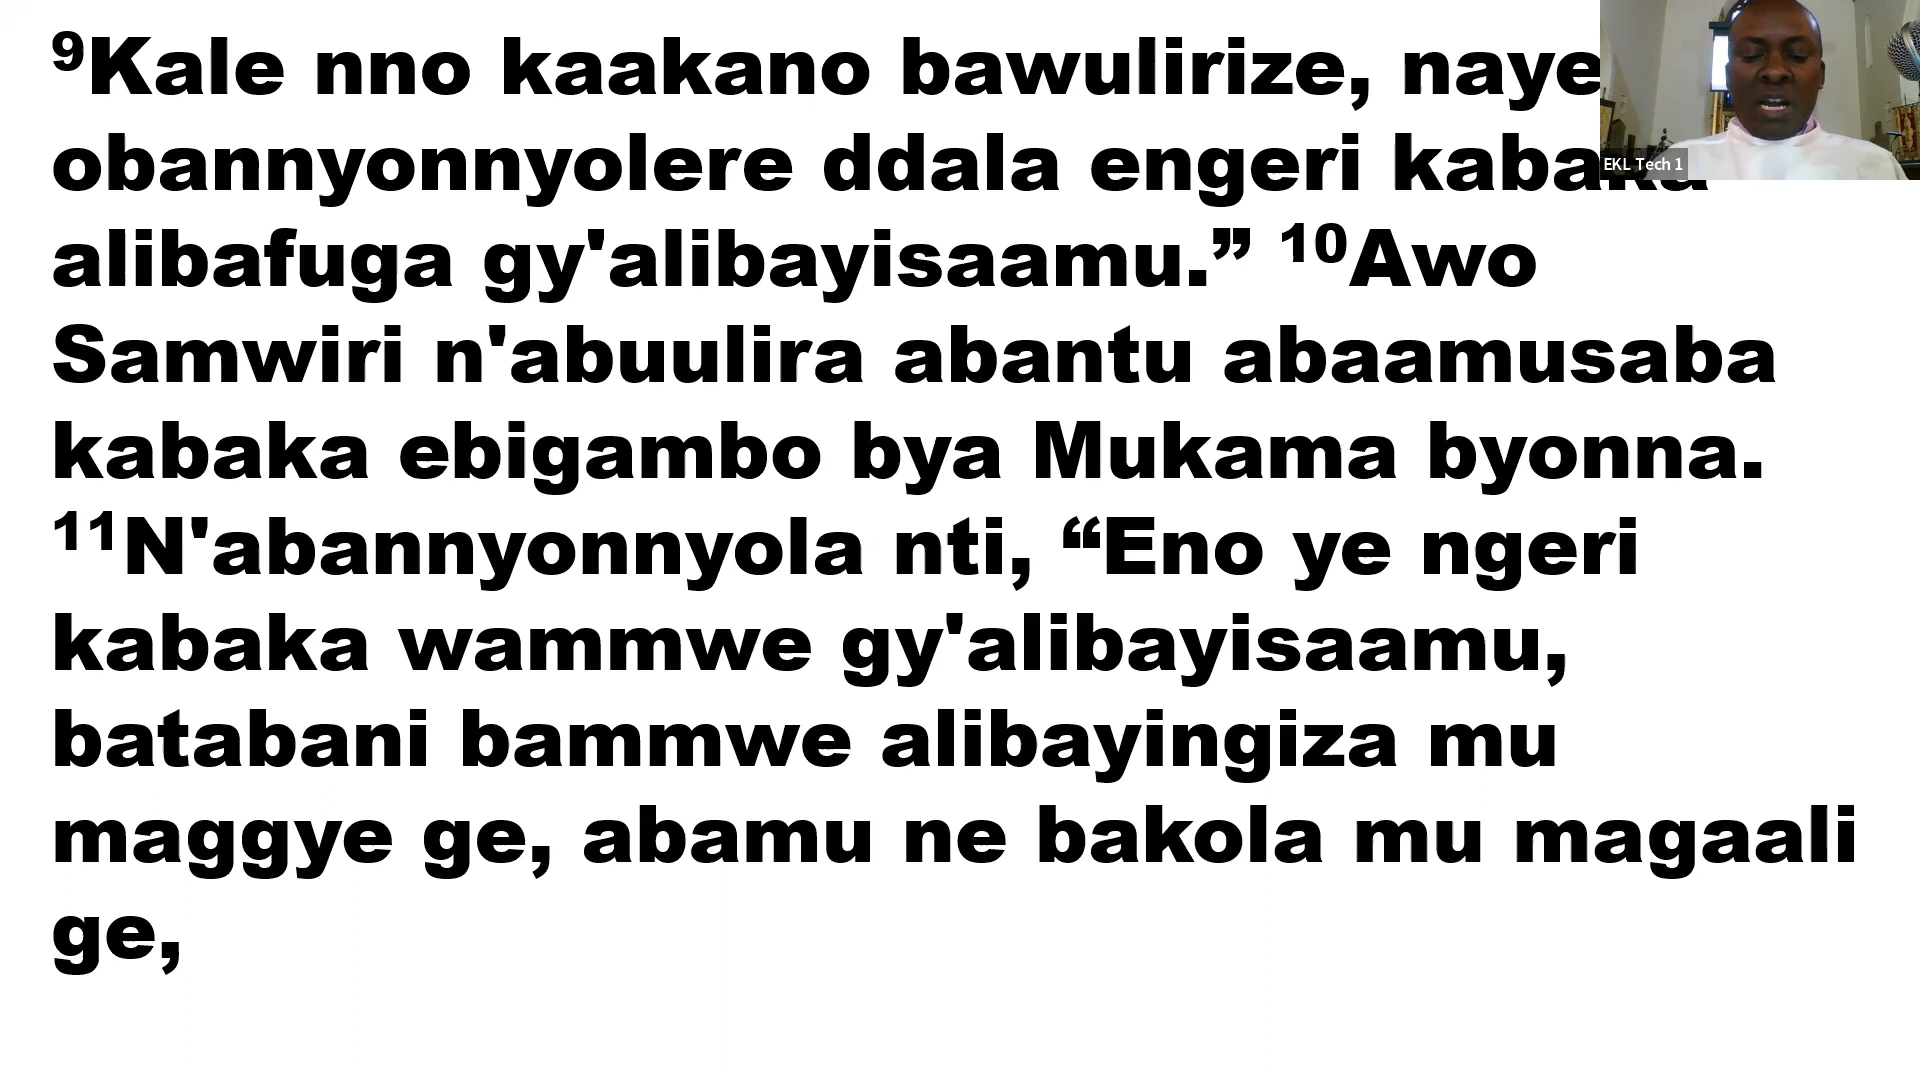 ⁹Kale nno kaakano bawulirize, naye
obannyonnyolere ddala engeri kabaka
alibafuga gy'alibayisaamu.” ¹⁰Awo
Samwiri n'abuulira abantu abaamusaba
kabaka ebigambo bya Mukama byonna.
¹¹N'abannyonnyola nti, “Eno ye ngeri
kabaka wammwe gy'alibayisaamu,
batabani bammwe alibayingiza mu
maggye ge, abamu ne bakola mu magaali
ge,
EKL Tech 1